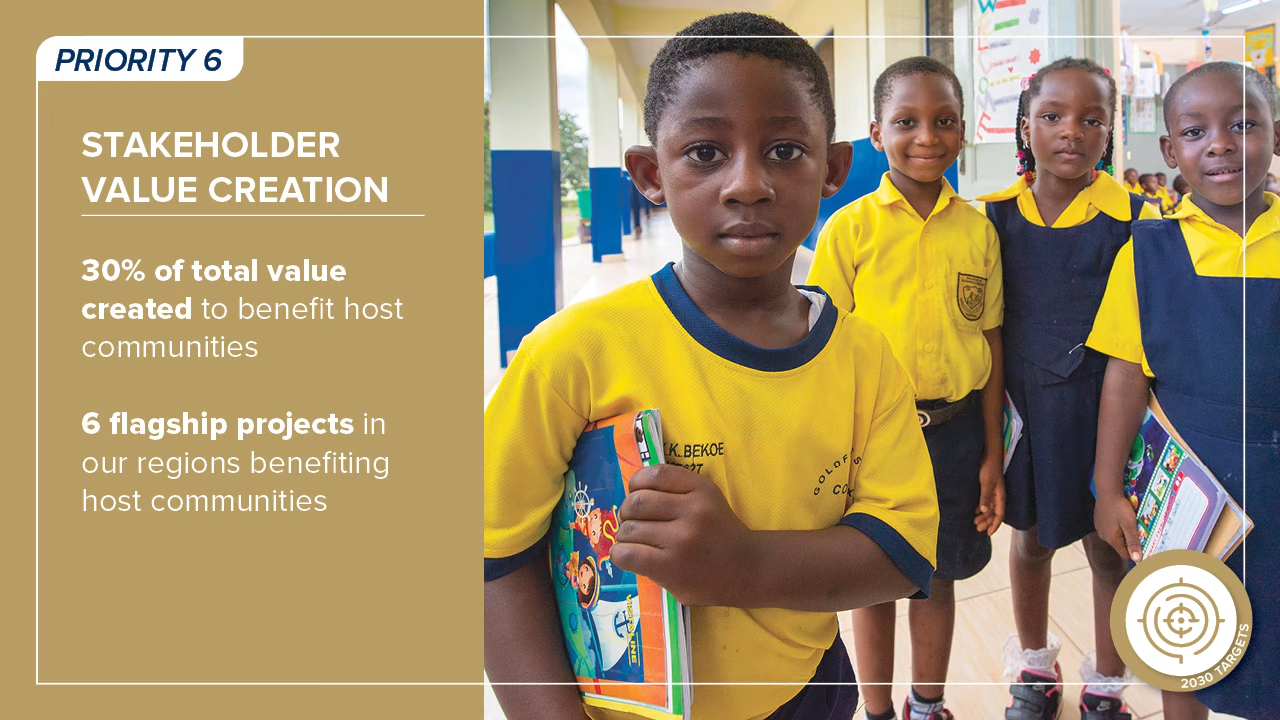 PRIORITY 6
STAKEHOLDER
VALUE CREATION
30% of total value
created to benefit host
communities
6 flagship projects in
our regions benefiting
host communities
K.K. BEKOE
2030 TARGETS